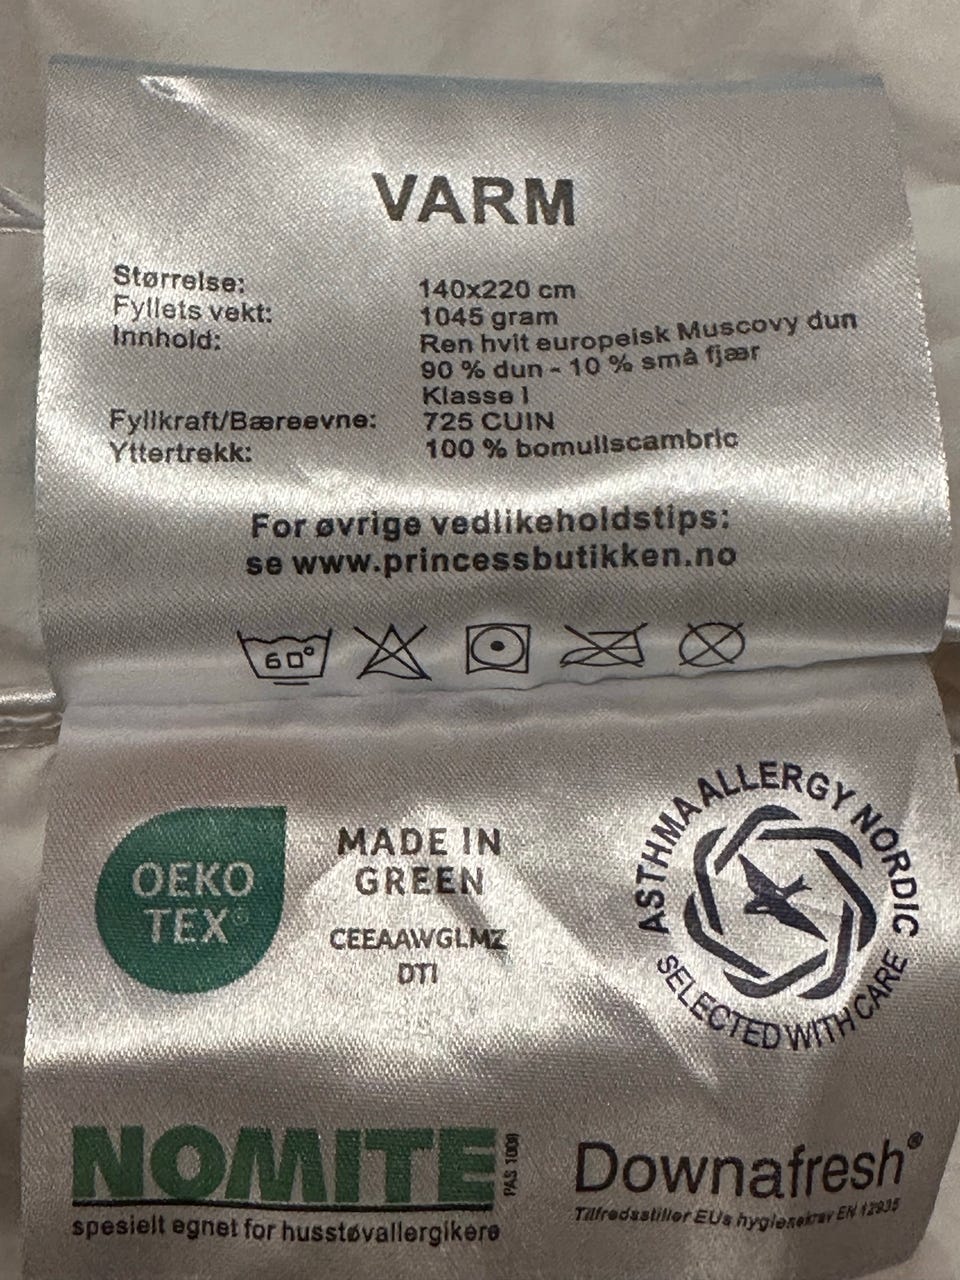 VARM
Størrelse: 140x220 cm
Fyllets vekt: 1045 gram
Innhold: Ren hvit europeisk Muscovy dun
90 % dun - 10 % små fjær
Klasse 1
Fyllkraft/Bæreevne: 725 CUIN
Yttertrekk: 100 % bomullscambric
For øvrige vedlikeholdstips:
se www.princessbutikken.no
60°
OEKO
TEX®
MADE IN
GREEN
CEEAAWGLMZ
DTI
ASTHMA ALLERGY NORDIC
SELECTED WITH CARE
NOMITE
PAS 1008
spesielt egnet for husstøvallergikere
Downafresh®
Tilfredsstiller EUs hygienekrav EN 12935